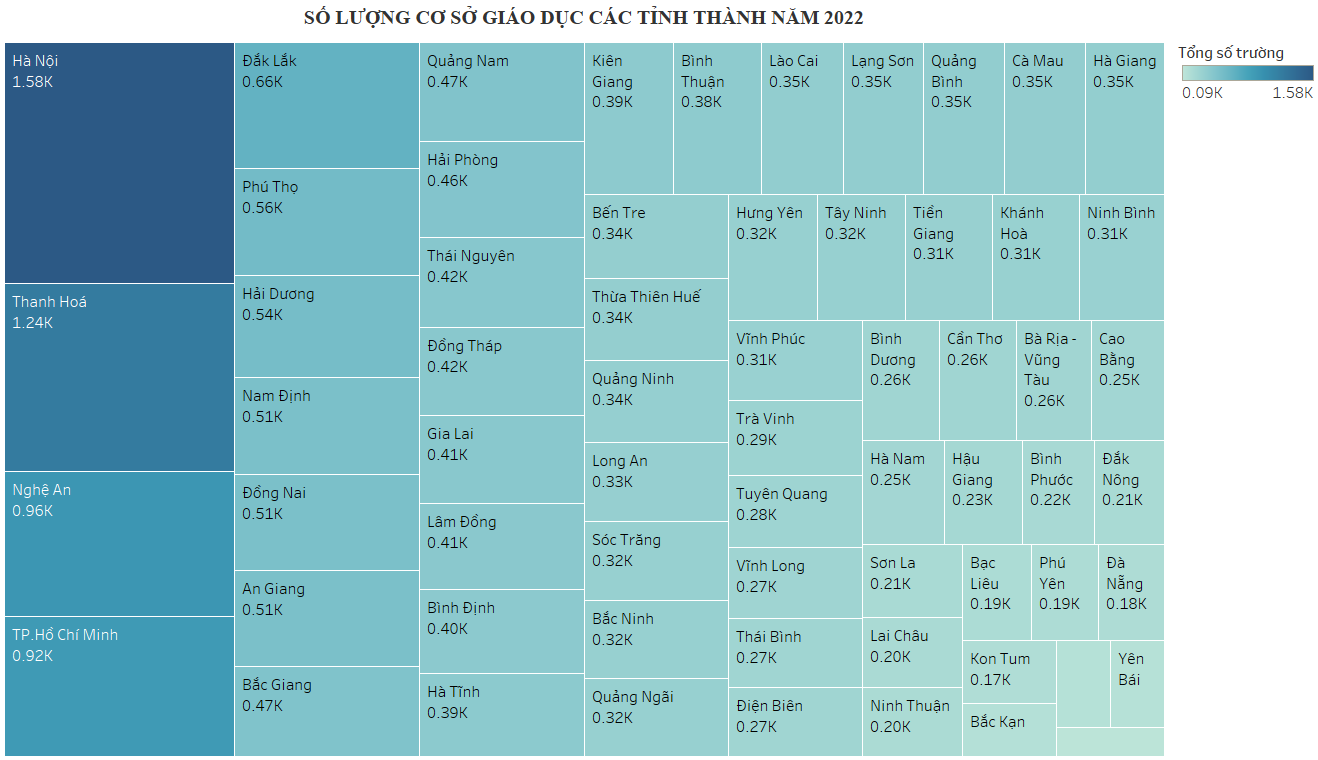 SỐ LƯỢNG CƠ SỞ GIÁO DỤC CÁC TỈNH THÀNH NĂM 2022
Hà Nội
1.58K
Thanh Hoá
1.24K
Nghệ An
0.96K
TP.Hồ Chí Minh
0.92K
Đắk Lắk
0.66K
Phú Thọ
0.56K
Hải Dương
0.54K
Nam Định
0.51K
Đồng Nai
0.51K
An Giang
0.51K
Bắc Giang
0.47K
Quảng Nam
0.47K
Hải Phòng
0.46K
Thái Nguyên
0.42K
Đồng Tháp
0.42K
Gia Lai
0.41K
Lâm Đồng
0.41K
Bình Định
0.40K
Hà Tĩnh
0.39K
Kiên
Giang
0.39K
Bình
Thuận
0.38K
Lào Cai
0.35K
Lạng Sơn
0.35K
Quảng
Bình
0.35K
Cà Mau
0.35K
Hà Giang
0.35K
Bến Tre
0.34K
Thừa Thiên Huế
0.34K
Quảng Ninh
0.34K
Long An
0.33K
Sóc Trăng
0.32K
Bắc Ninh
0.32K
Quảng Ngãi
0.32K
Hưng Yên
0.32K
Tây Ninh
0.32K
Tiền
Giang
0.31K
Khánh
Hoà
0.31K
Ninh Bình
0.31K
Vĩnh Phúc
0.31K
Trà Vinh
0.29K
Tuyên Quang
0.28K
Vĩnh Long
0.27K
Thái Bình
0.27K
Điện Biên
0.27K
Bình
Dương
0.26K
Cần Thơ
0.26K
Bà Rịa -
Vũng
Tàu
0.26K
Cao
Bằng
0.25K
Hà Nam
0.25K
Hậu
Giang
0.23K
Bình
Phước
0.22K
Đắk
Nông
0.21K
Sơn La
0.21K
Lai Châu
0.20K
Ninh Thuận
0.20K
Bạc
Liêu
0.19K
Phú
Yên
0.19K
Đà
Nẵng
0.18K
Kon Tum
0.17K
Bắc Kạn
Yên
Bái
Tổng số trường
0.09K
1.58K